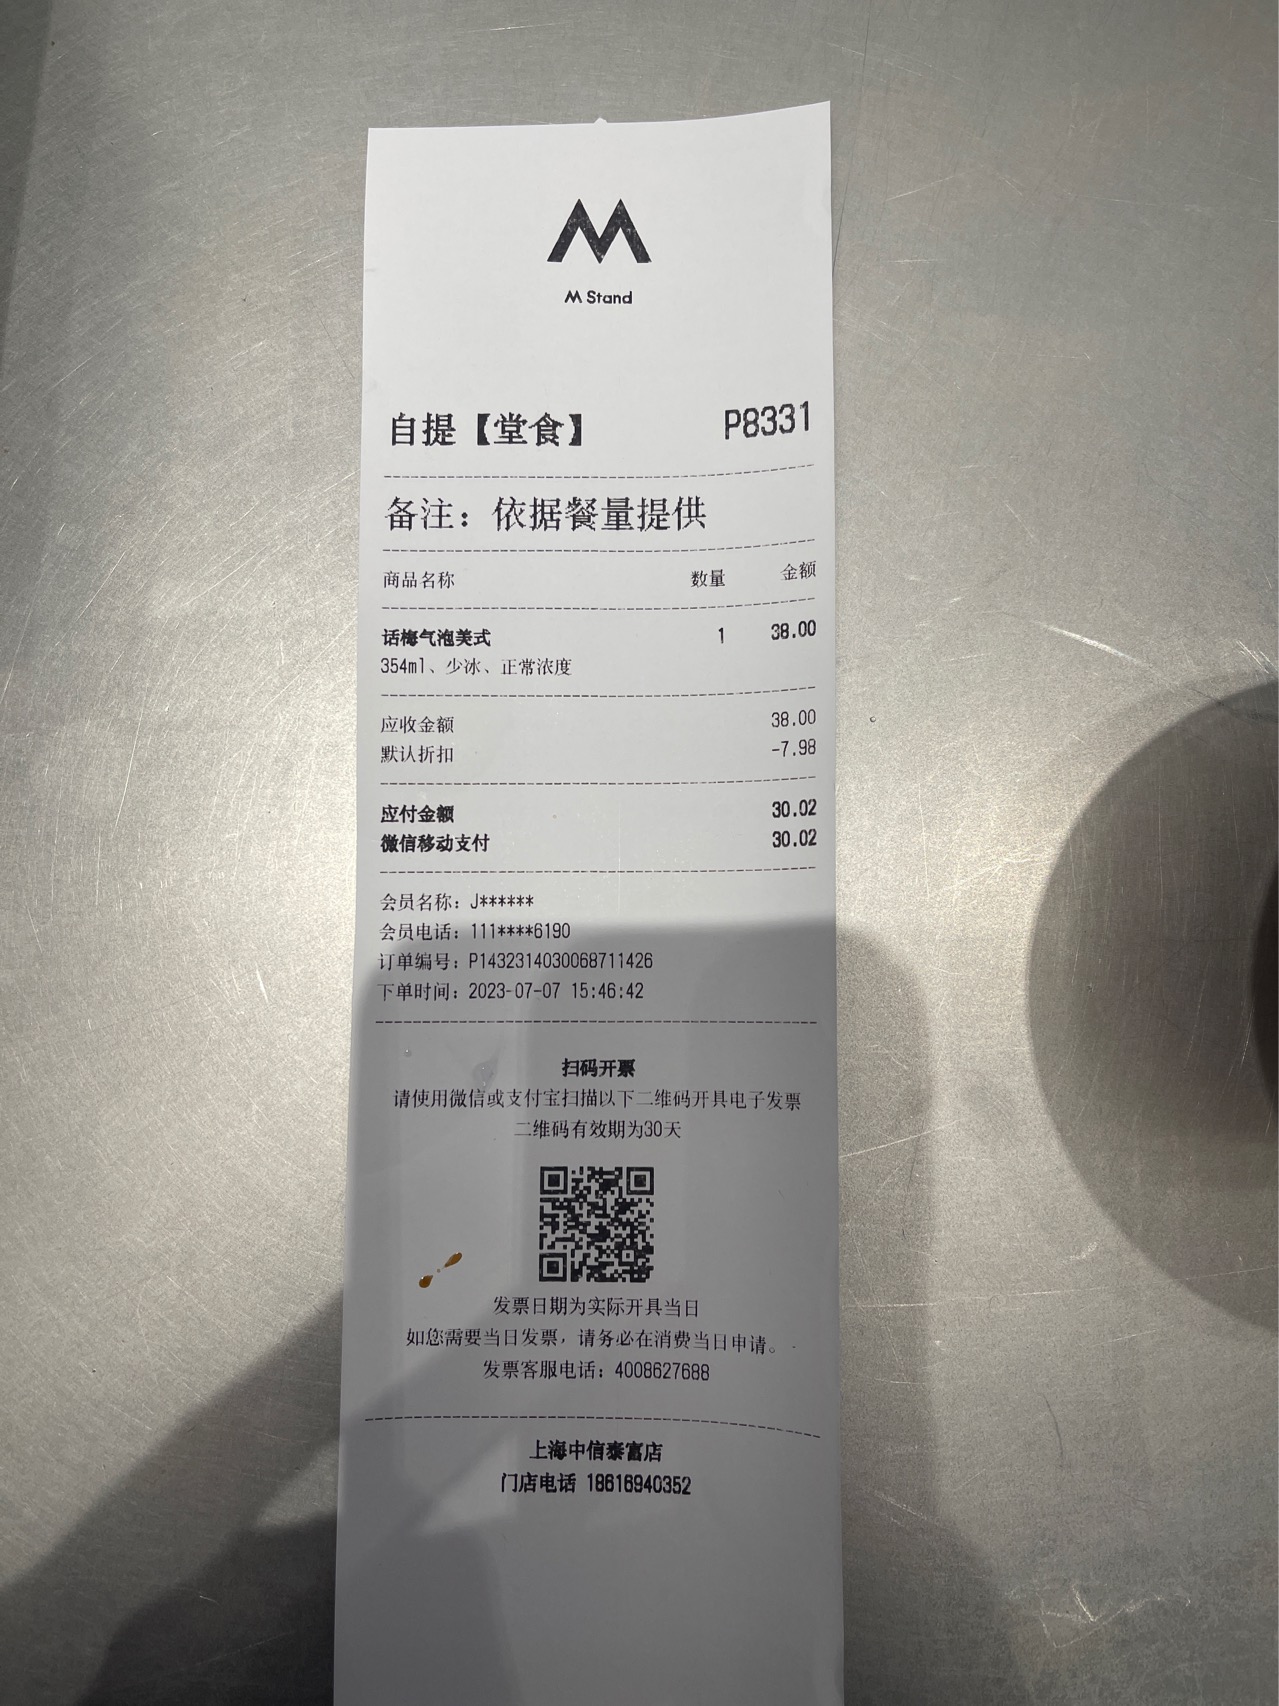 M Stand
自提【堂食】 P8331
备注：依据餐量提供
商品名称 数量 金额
话梅气泡美式 1 38.00
354ml、少冰、正常浓度
应收金额 38.00
默认折扣 -7.98
应付金额 30.02
微信移动支付 30.02
会员名称：J******
会员电话：111****6190
订单编号：P1432314030068711426
下单时间：2023-07-07 15:46:42
扫码开票
请使用微信或支付宝扫描以下二维码开具电子发票
二维码有效期为30天
发票日期为实际开具当日
如您需要当日发票，请务必在消费当日申请。
发票客服电话：4008627688
上海中信泰富店
门店电话 18616940352